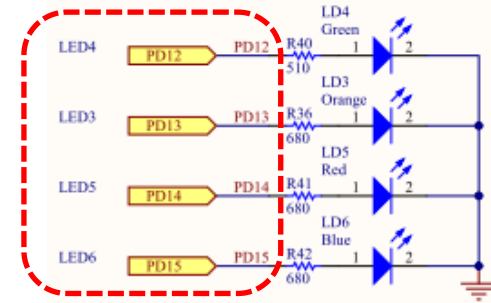 LD4
Green
LED4 PD12 PD12 R40 1 2
510
LD3
Orange
LED3 PD13 PD13 R36 1 2
680
LD5
Red
LED5 PD14 PD14 R41 1 2
680
LD6
Blue
LED6 PD15 PD15 R42 1 2
680